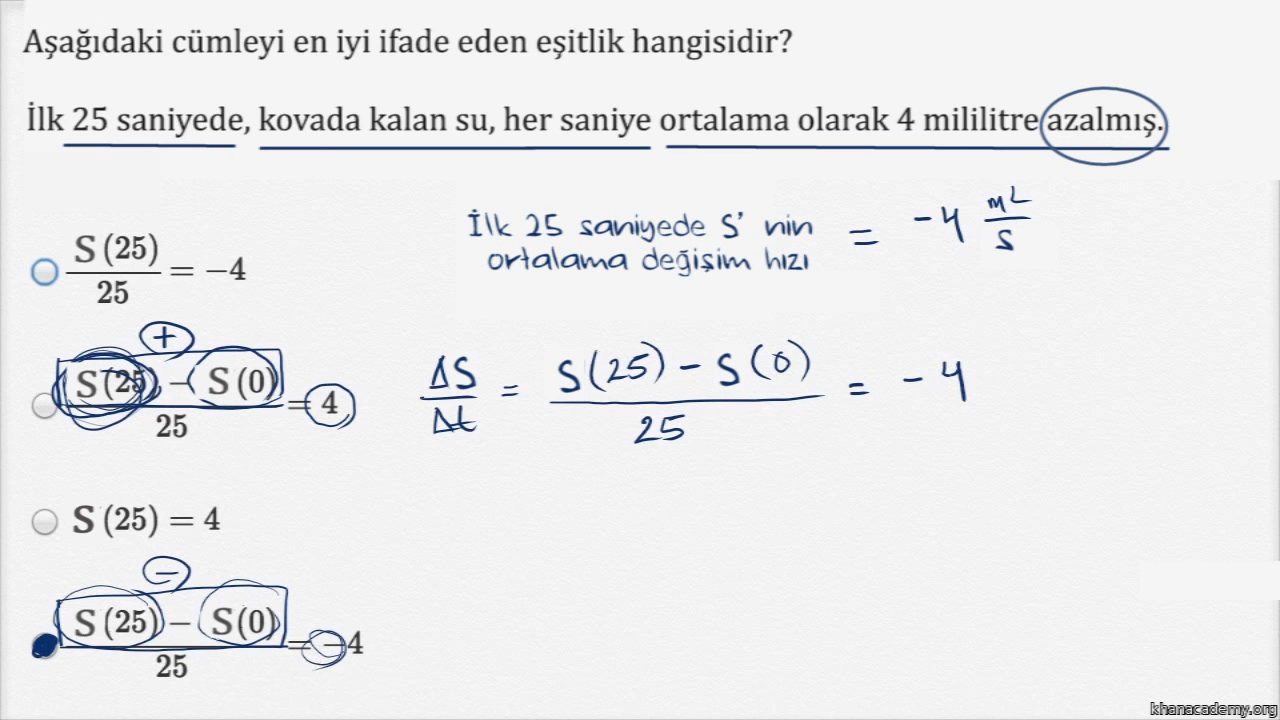 Aşağıdaki cümleyi en iyi ifade eden eşitlik hangisidir?
İlk 25 saniyede, kovada kalan su, her saniye ortalama olarak 4 mililitre azalmış.
İlk 25 saniyede S' nin
ortalama değişim hızı
= -4 mL/s
S(25)/25 = −4
+
S(25) − S(0)/25 = 4
ΔS/Δt = S(25) - S(0)/25 = -4
S(25) = 4
−
S(25) − S(0)/25 = −4
khanacademy.org